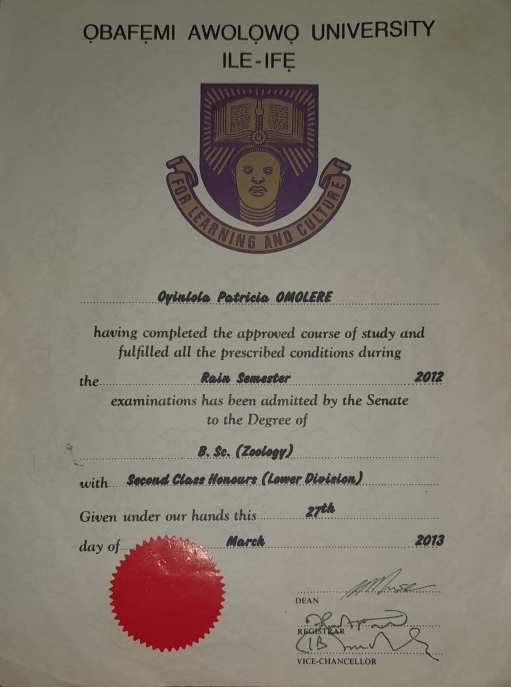 ỌBAFẸMI AWOLỌWỌ UNIVERSITY
ILE-IFẸ
FOR LEARNING AND CULTURE
Oyinlola Patricia OMOLERE
having completed the approved course of study and
fulfilled all the prescribed conditions during
the Rain Semester 2012
examinations has been admitted by the Senate
to the Degree of
B. Sc. (Zoology)
with Second Class Honours (Lower Division)
Given under our hands this 27th
day of March 2013
DEAN
REGISTRAR
VICE-CHANCELLOR